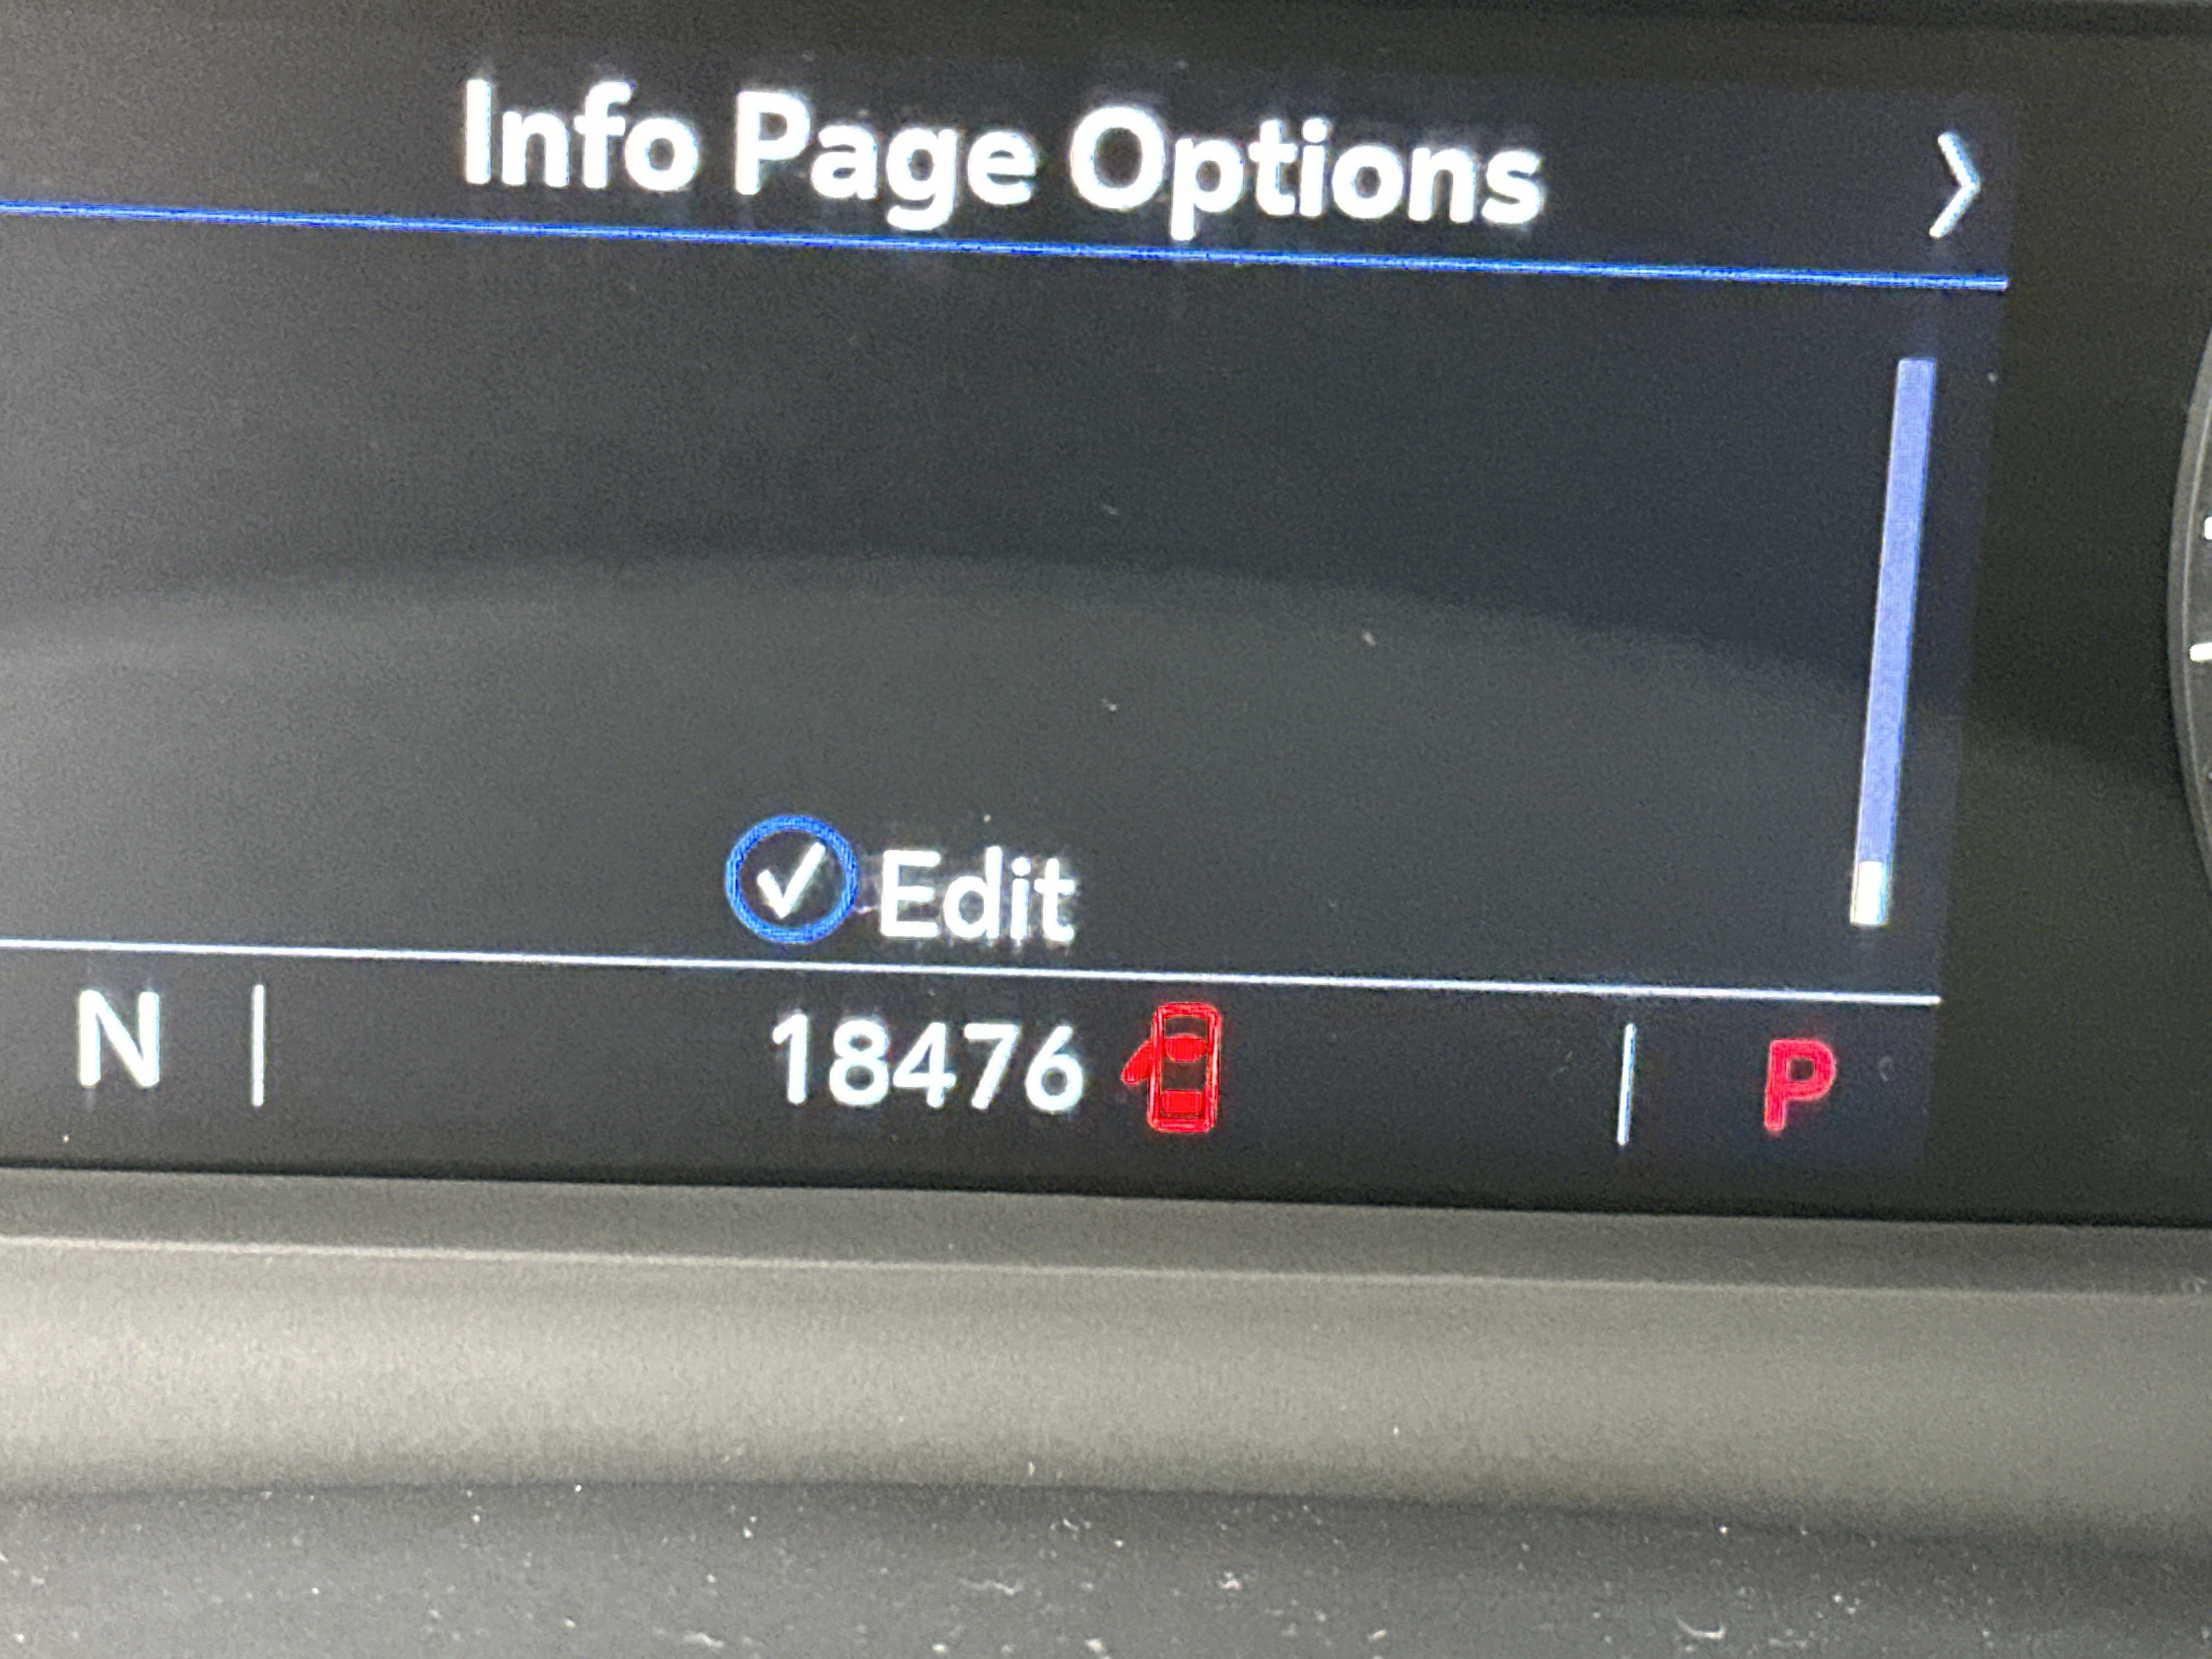 Info Page Options
Edit
N 18476 P